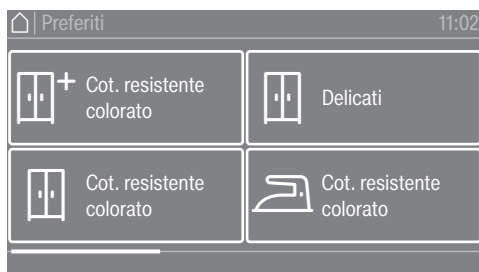 Preferiti 11:02
Cot. resistente
colorato
Delicati
Cot. resistente
colorato
Cot. resistente
colorato